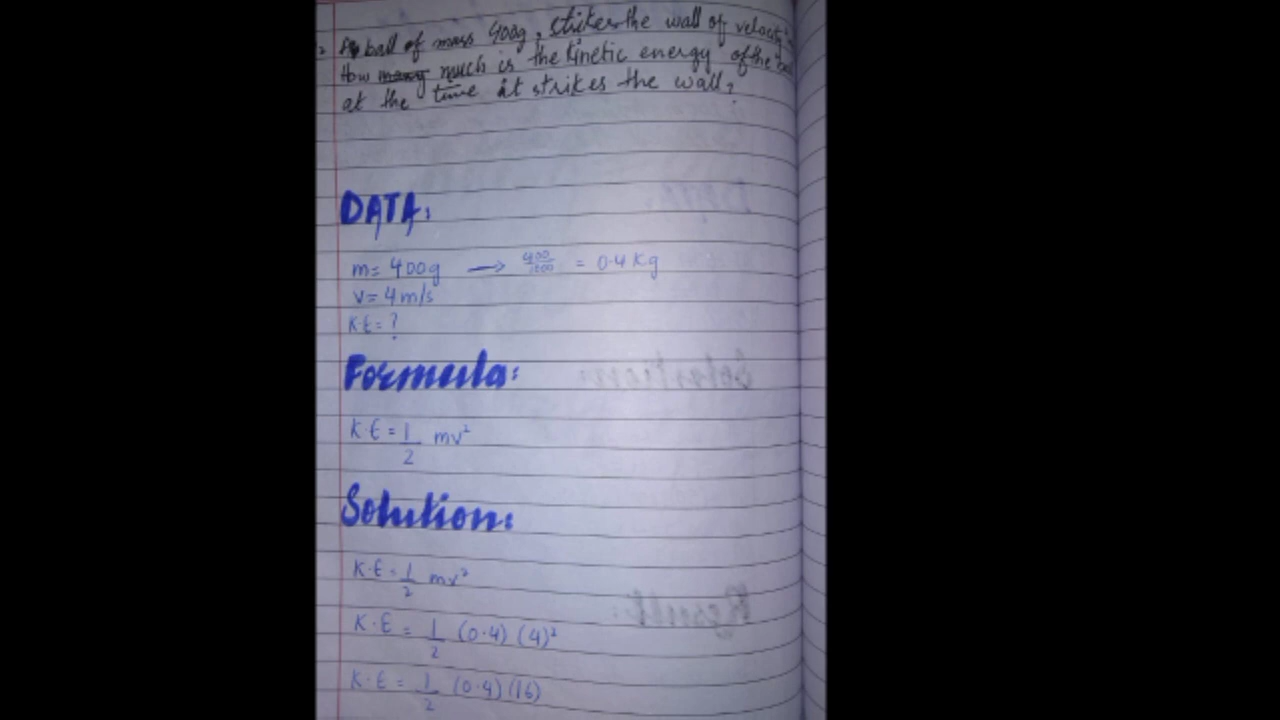 ball of mass 400g, strikes the wall of velocity
How many much is the kinetic energy of the
at the time it strikes the wall?
DATA:
m= 400g → 400/1000 = 0.4 Kg
v= 4m/s
K.E= ?
Formula:
K.E = 1/2 mv²
Solution:
K.E = 1/2 mv²
K.E = 1/2 (0.4) (4)²
K.E = 1/2 (0.4) (16)